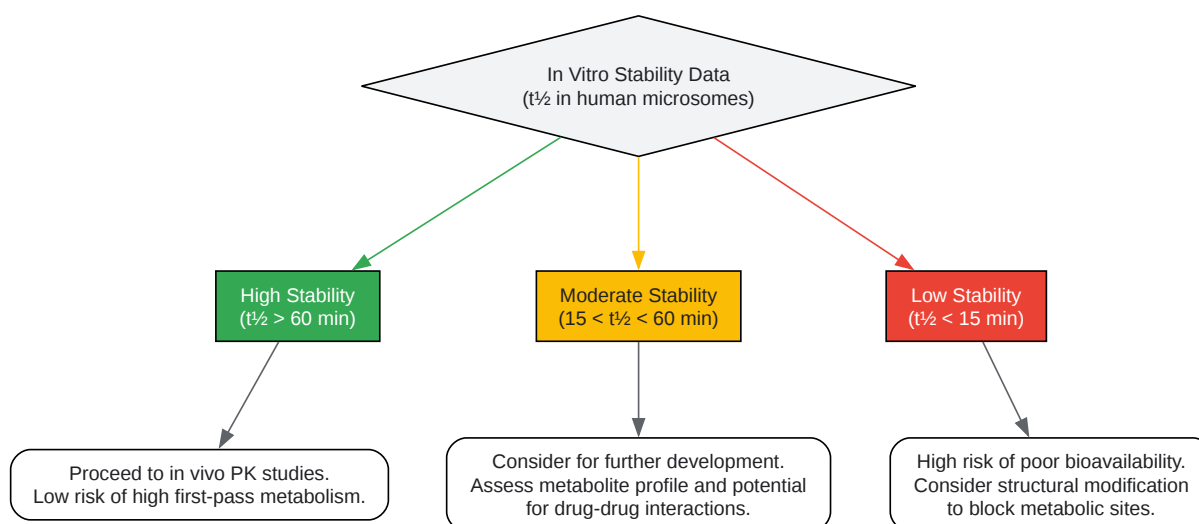 In Vitro Stability Data
(t½ in human microsomes)
High Stability
(t½ > 60 min)
Moderate Stability
(15 < t½ < 60 min)
Low Stability
(t½ < 15 min)
Proceed to in vivo PK studies.
Low risk of high first-pass metabolism.
Consider for further development.
Assess metabolite profile and potential
for drug-drug interactions.
High risk of poor bioavailability.
Consider structural modification
to block metabolic sites.